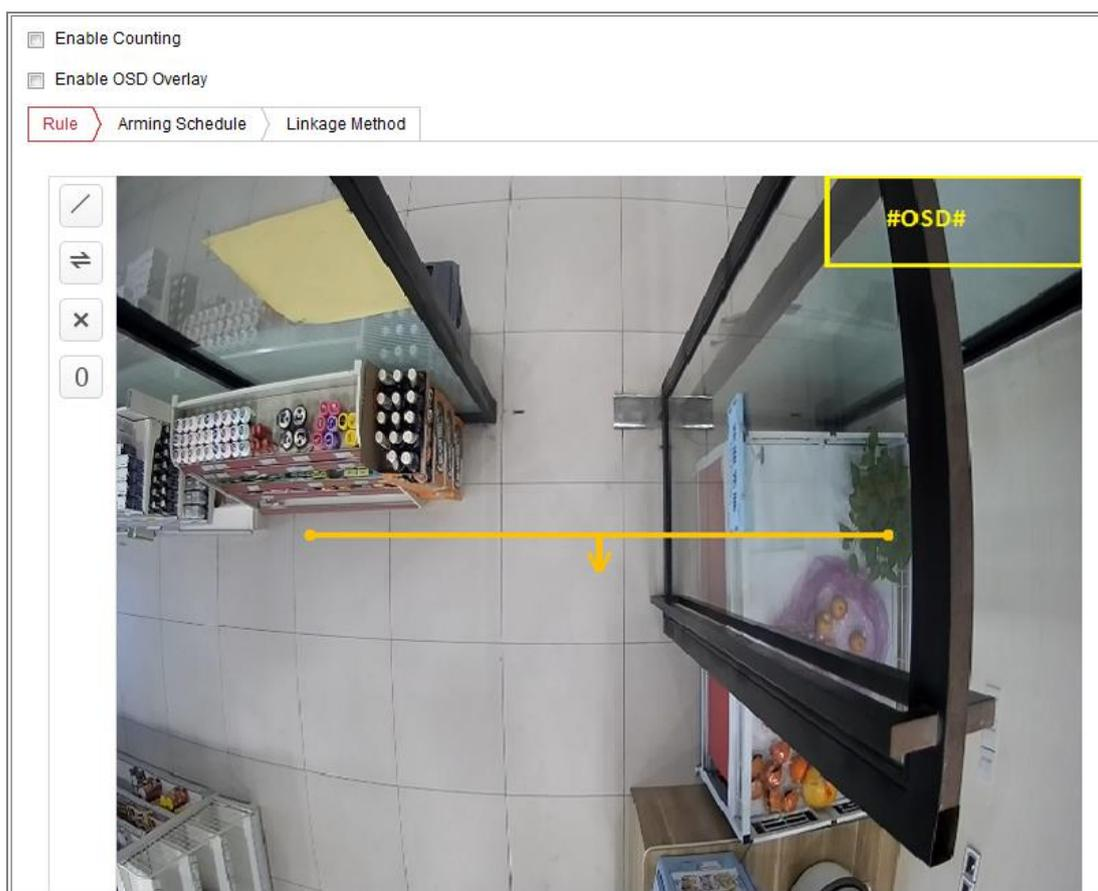 Enable Counting
Enable OSD Overlay
Rule
Arming Schedule
Linkage Method
#OSD#
0